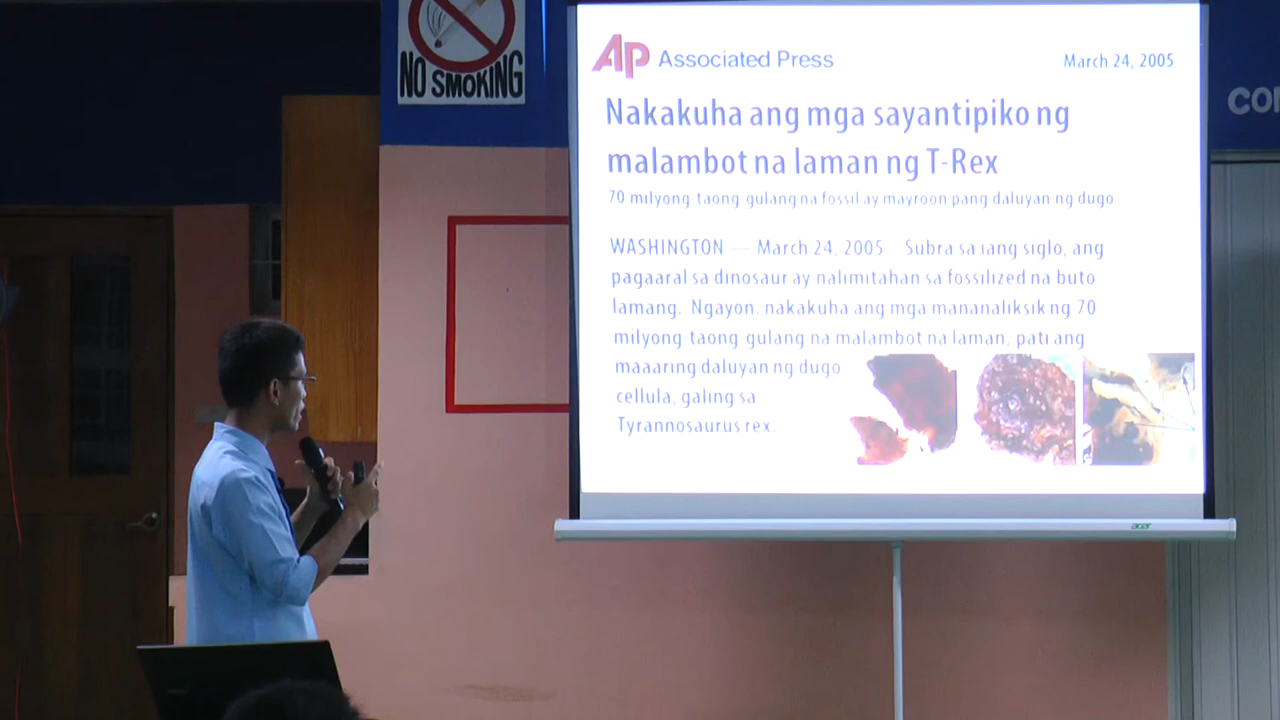 NO SMOKING
AP Associated Press
March 24, 2005
Nakakuha ang mga sayantipiko ng
malambot na laman ng T-Rex
70 milyong-taong-gulang na fossil ay mayroon pang daluyan ng dugo
WASHINGTON — March 24, 2005 Subra sa iang siglo, ang
pagaaral sa dinosaur ay nalimitahan sa fossilized na buto
lamang. Ngayon, nakakuha ang mga mananaliksik ng 70
milyong-taong-gulang na malambot na laman, pati ang
maaaring daluyan ng dugo
cellula, galing sa
Tyrannosaurus rex.
acer